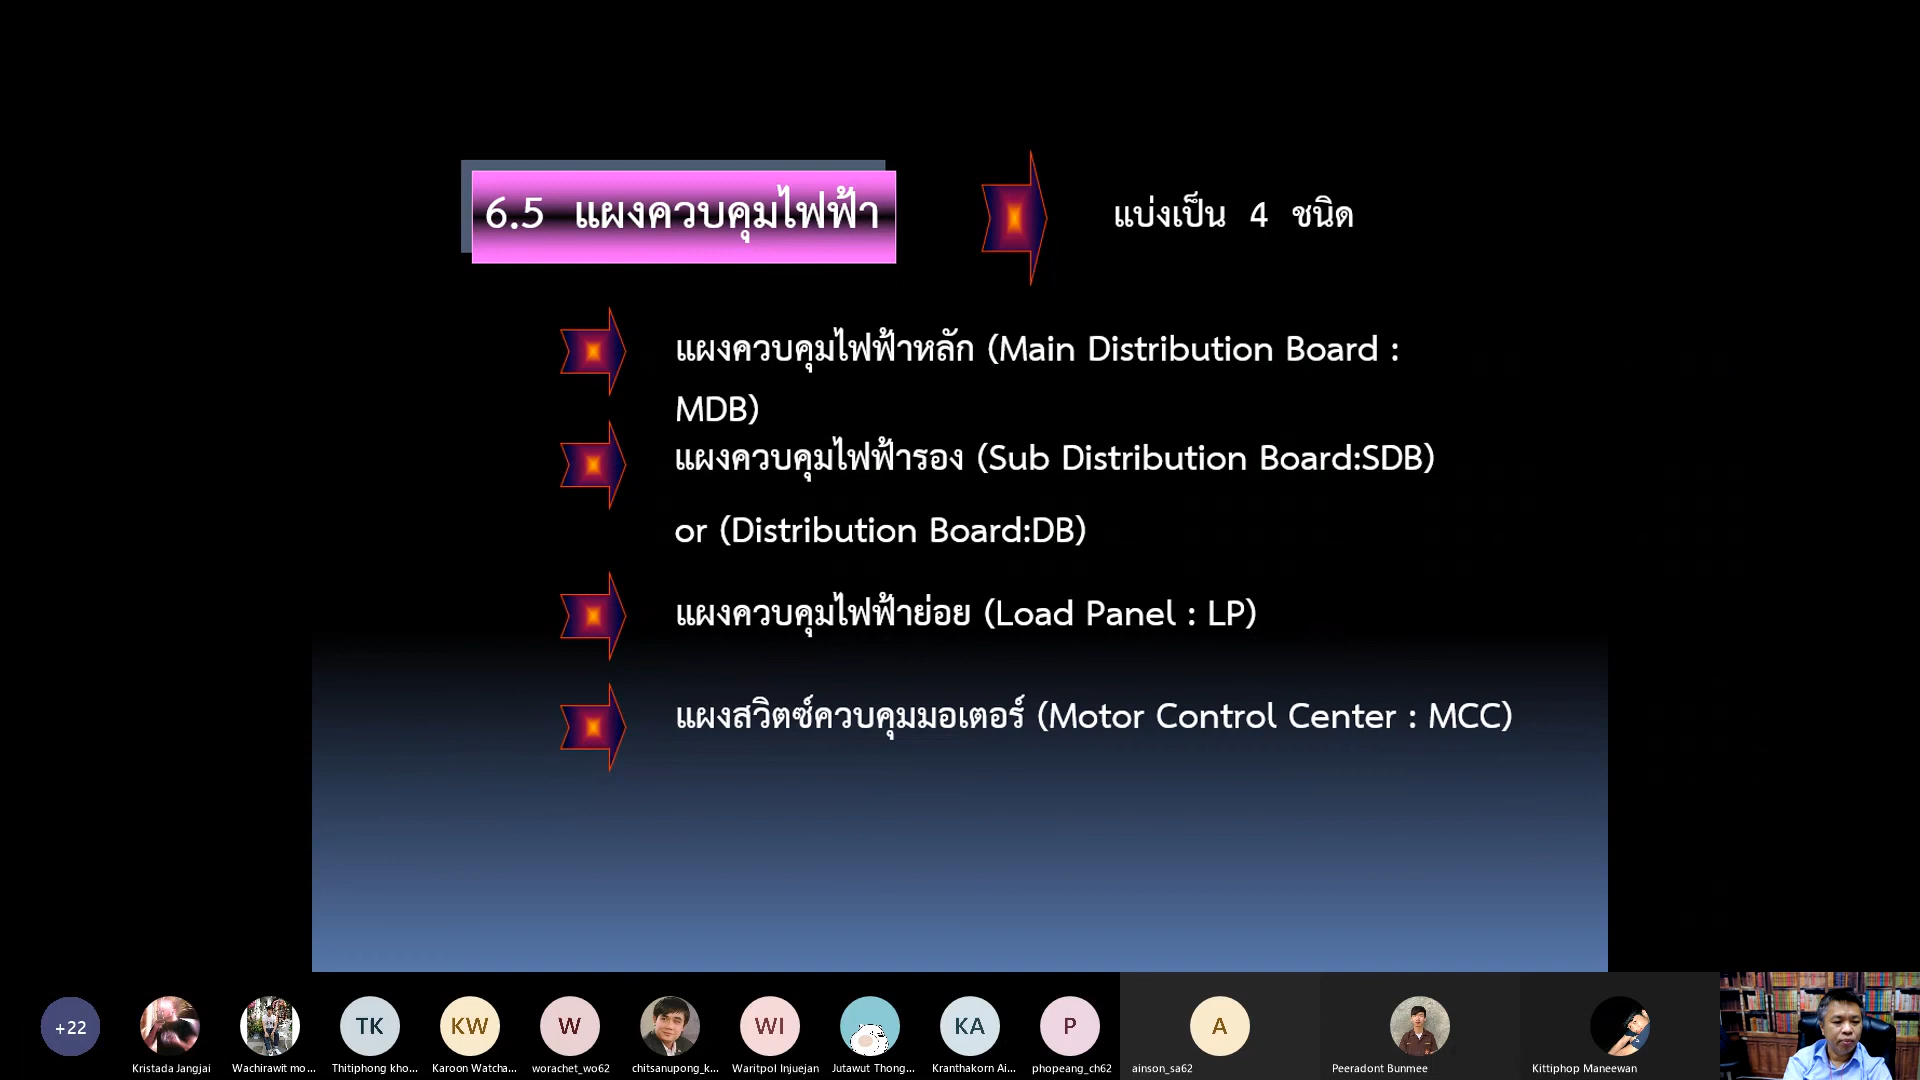 6.5 แผงควบคุมไฟฟ้า
แบ่งเป็น 4 ชนิด
แผงควบคุมไฟฟ้าหลัก (Main Distribution Board :
MDB)
แผงควบคุมไฟฟ้ารอง (Sub Distribution Board:SDB)
or (Distribution Board:DB)
แผงควบคุมไฟฟ้าย่อย (Load Panel : LP)
แผงสวิตซ์ควบคุมมอเตอร์ (Motor Control Center : MCC)
+22
TK
KW
W
WI
KA
P
A
Kristada Jangjai
Wachirawit mo...
Thitiphong kho...
Karoon Watcha...
worachet_wo62
chitsanupong_k...
Waritpol Injuejan
Jutawut Thong...
Kranthakorn Ai...
phopeang_ch62
ainson_sa62
Peeradont Bunmee
Kittiphop Maneewan